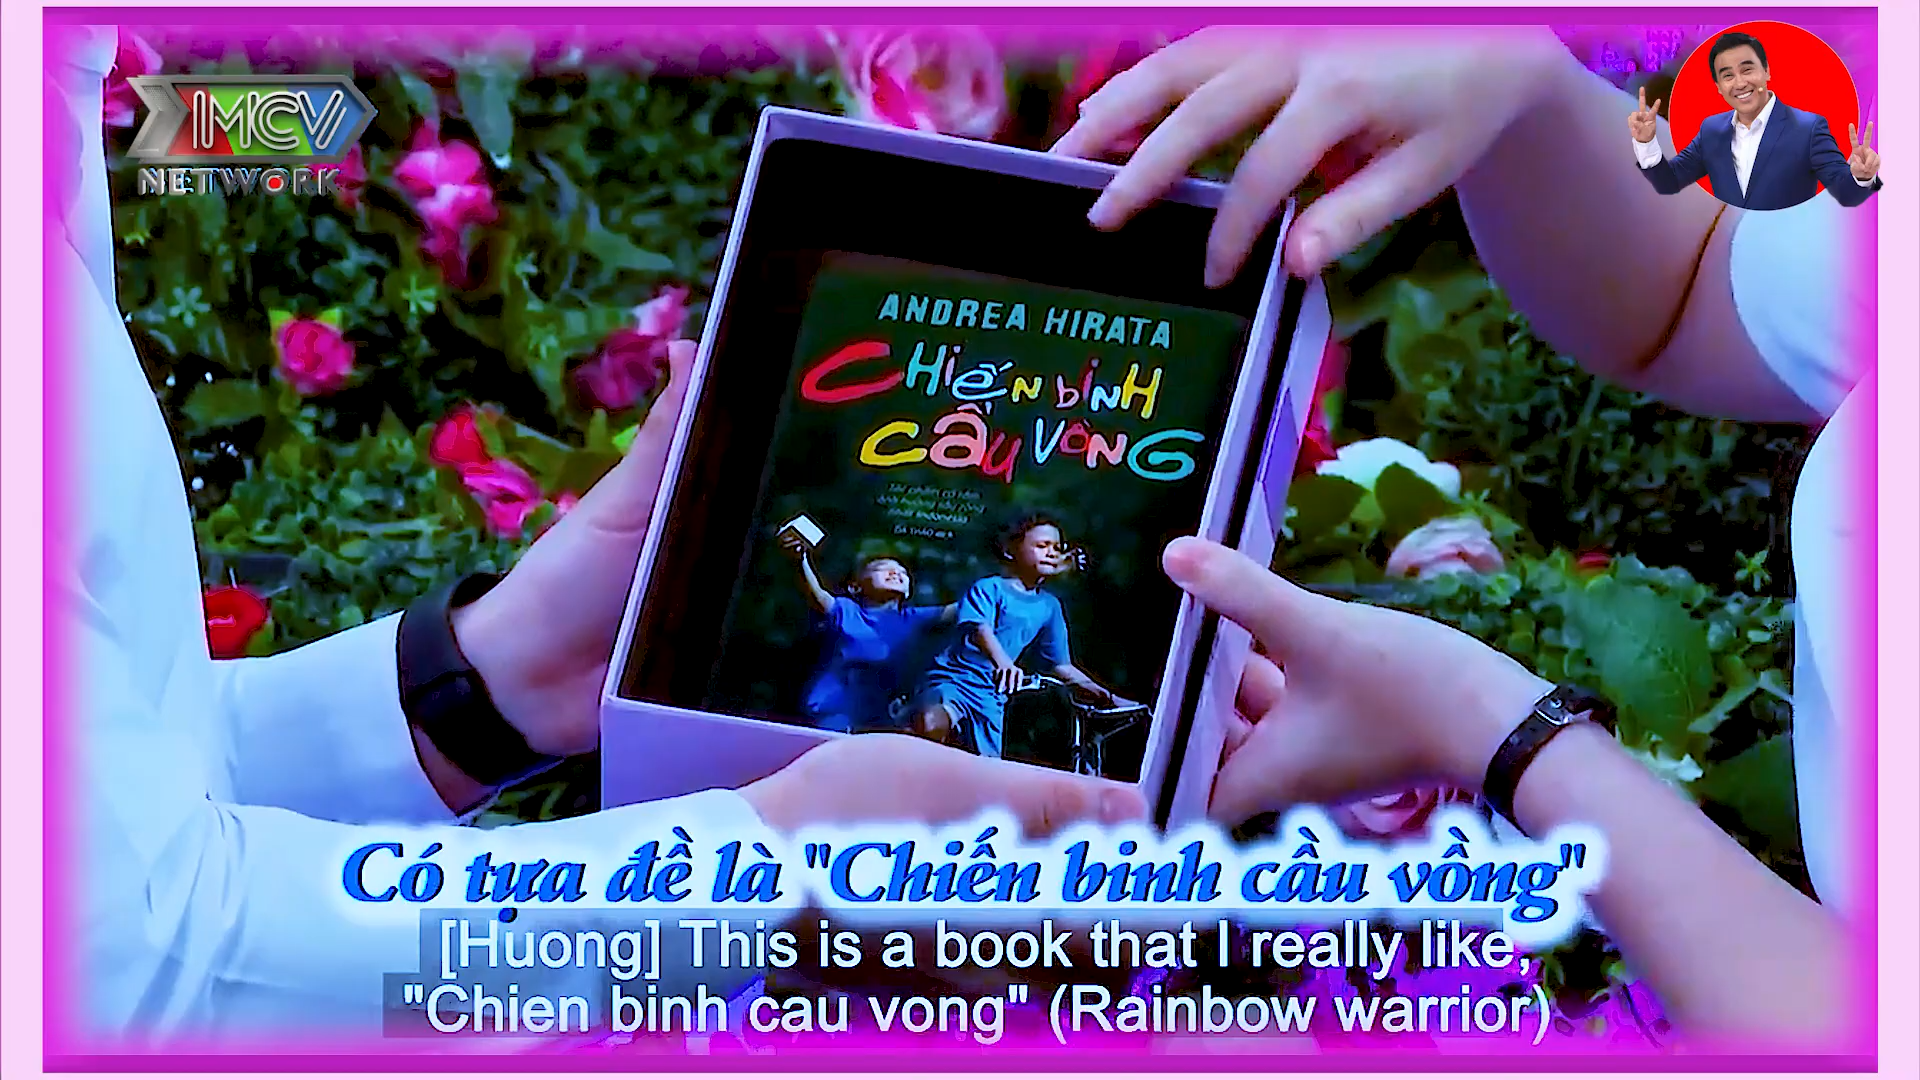 MCV
NETWORK
ANDREA HIRATA
CHiẾN biNH
CẦU VỒNG
Có tựa đề là "Chiến binh cầu vồng"
[Huong] This is a book that I really like,
"Chien binh cau vong" (Rainbow warrior)